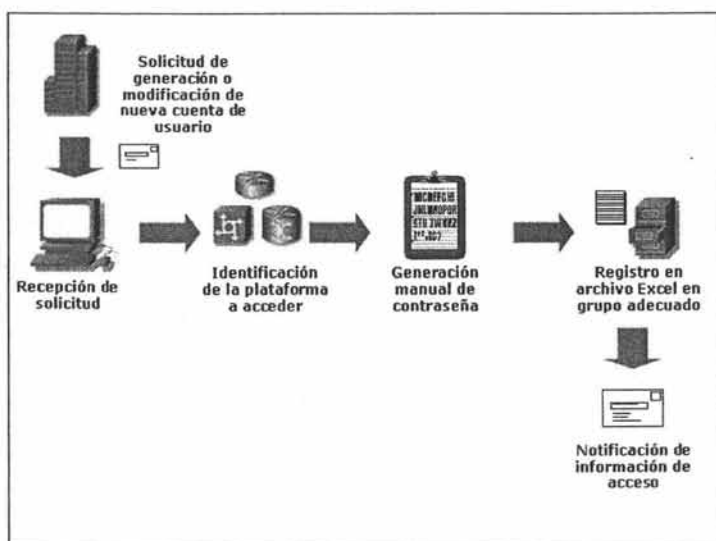 Solicitud de
generación o
modificación de
nueva cuenta de
usuario
Recepción de
solicitud
Identificación
de la plataforma
a acceder
Generación
manual de
contraseña
Registro en
archivo Excel en
grupo adecuado
Notificación de
información de
acceso